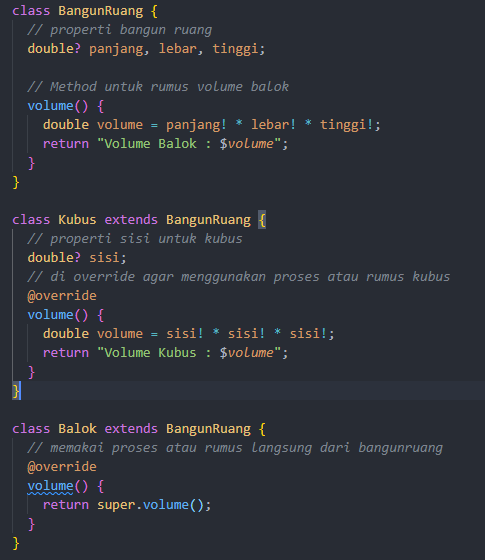 class BangunRuang {
  // properti bangun ruang
  double? panjang, lebar, tinggi;

  // Method untuk rumus volume balok
  volume() {
    double volume = panjang! * lebar! * tinggi!;
    return "Volume Balok : $volume";
  }
}

class Kubus extends BangunRuang {
  // properti sisi untuk kubus
  double? sisi;
  // di override agar menggunakan proses atau rumus kubus
  @override
  volume() {
    double volume = sisi! * sisi! * sisi!;
    return "Volume Kubus : $volume";
  }
}

class Balok extends BangunRuang {
  // memakai proses atau rumus langsung dari bangunruang
  @override
  volume() {
    return super.volume();
  }
}